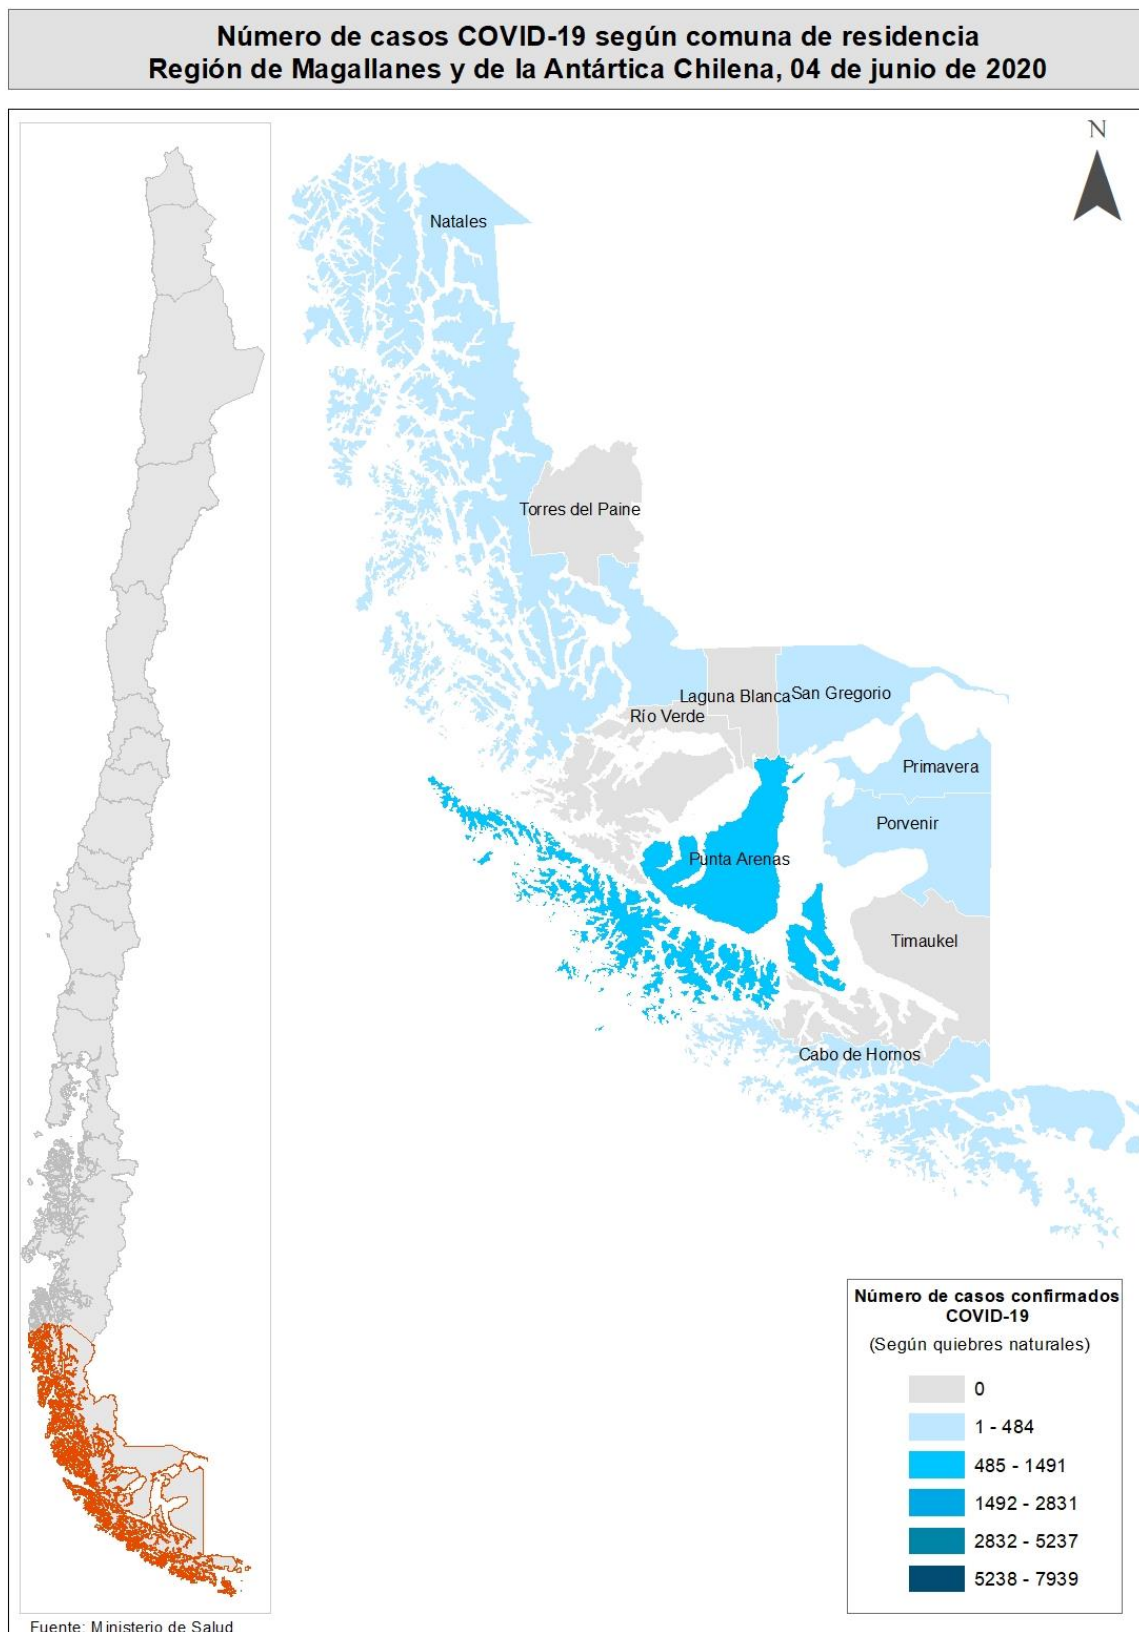 Número de casos COVID-19 según comuna de residencia
Región de Magallanes y de la Antártica Chilena, 04 de junio de 2020
N
Natales
Torres del Paine
Laguna Blanca
San Gregorio
Río Verde
Primavera
Porvenir
Punta Arenas
Timaukel
Cabo de Hornos
Número de casos confirmados
COVID-19
(Según quiebres naturales)
0
1 - 484
485 - 1491
1492 - 2831
2832 - 5237
5238 - 7939
Fuente: Ministerio de Salud